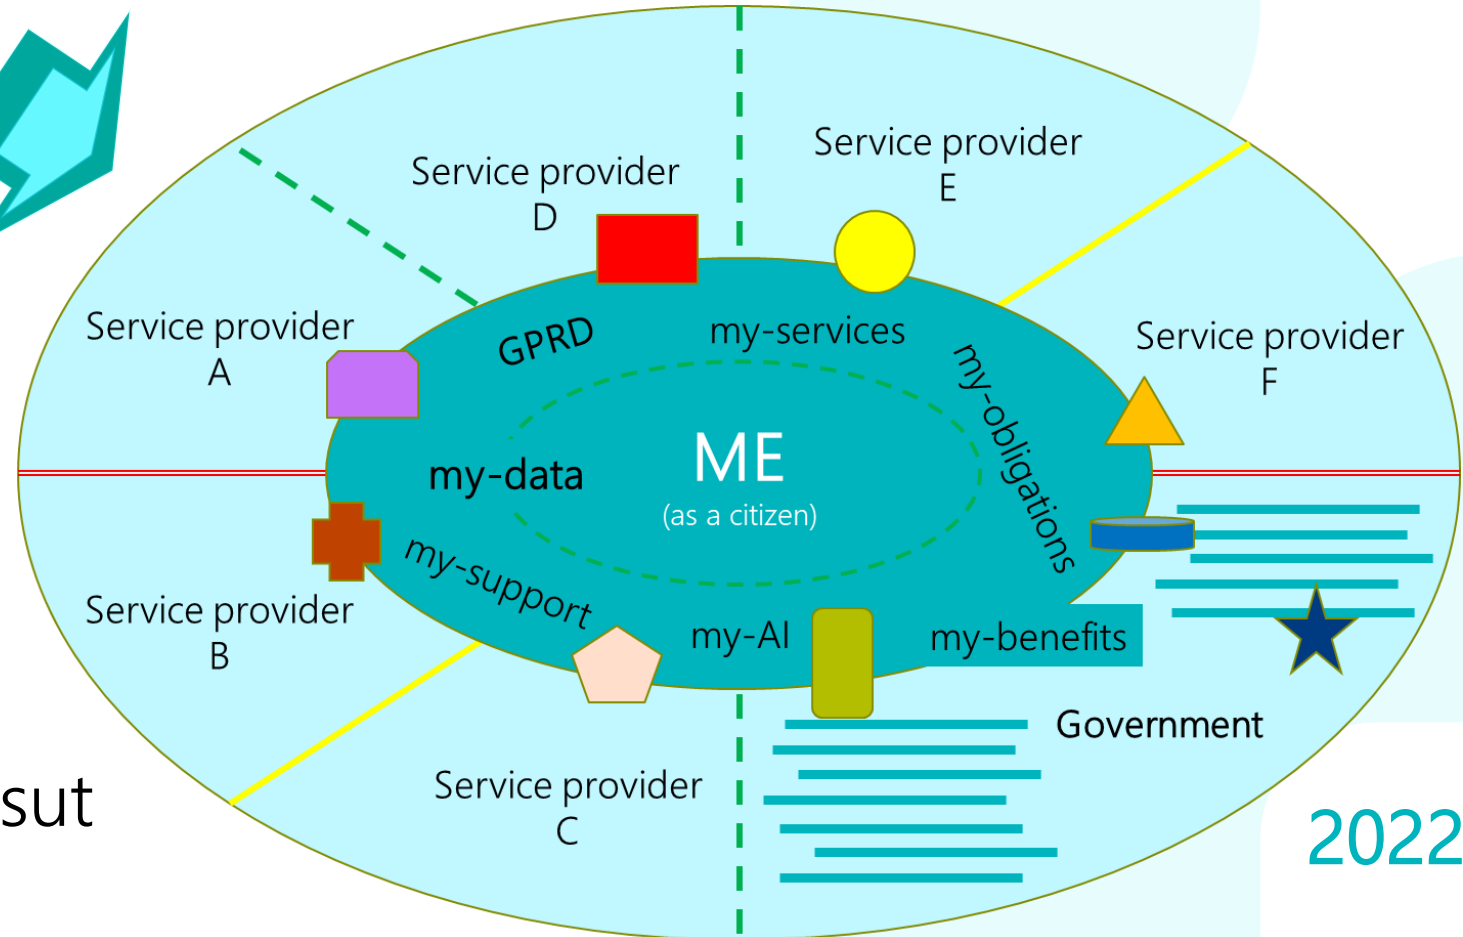 Service provider
D
Service provider
E
Service provider
A
Service provider
F
GPRD
my-services
my-obligations
ME
(as a citizen)
my-data
my-support
my-AI
my-benefits
Service provider
B
Government
Service provider
C
sut
2022